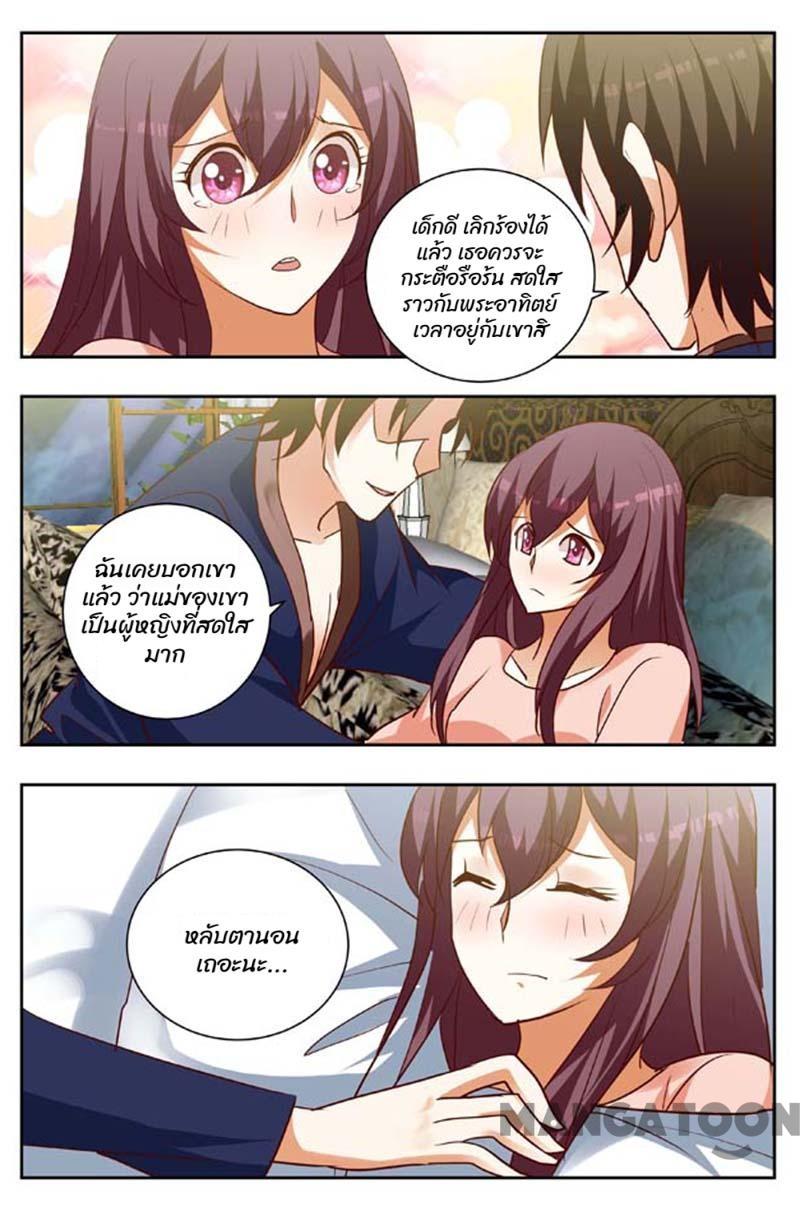 เด็กดี เลิกร้องได้
แล้ว เธอควรจะ
กระตือรือร้น สดใส
ราวกับพระอาทิตย์
เวลาอยู่กับเขาสิ
ฉันเคยบอกเขา
แล้ว ว่าแม่ของเขา
เป็นผู้หญิงที่สดใส
มาก
หลับตานอน
เถอะนะ...
MANGATOON